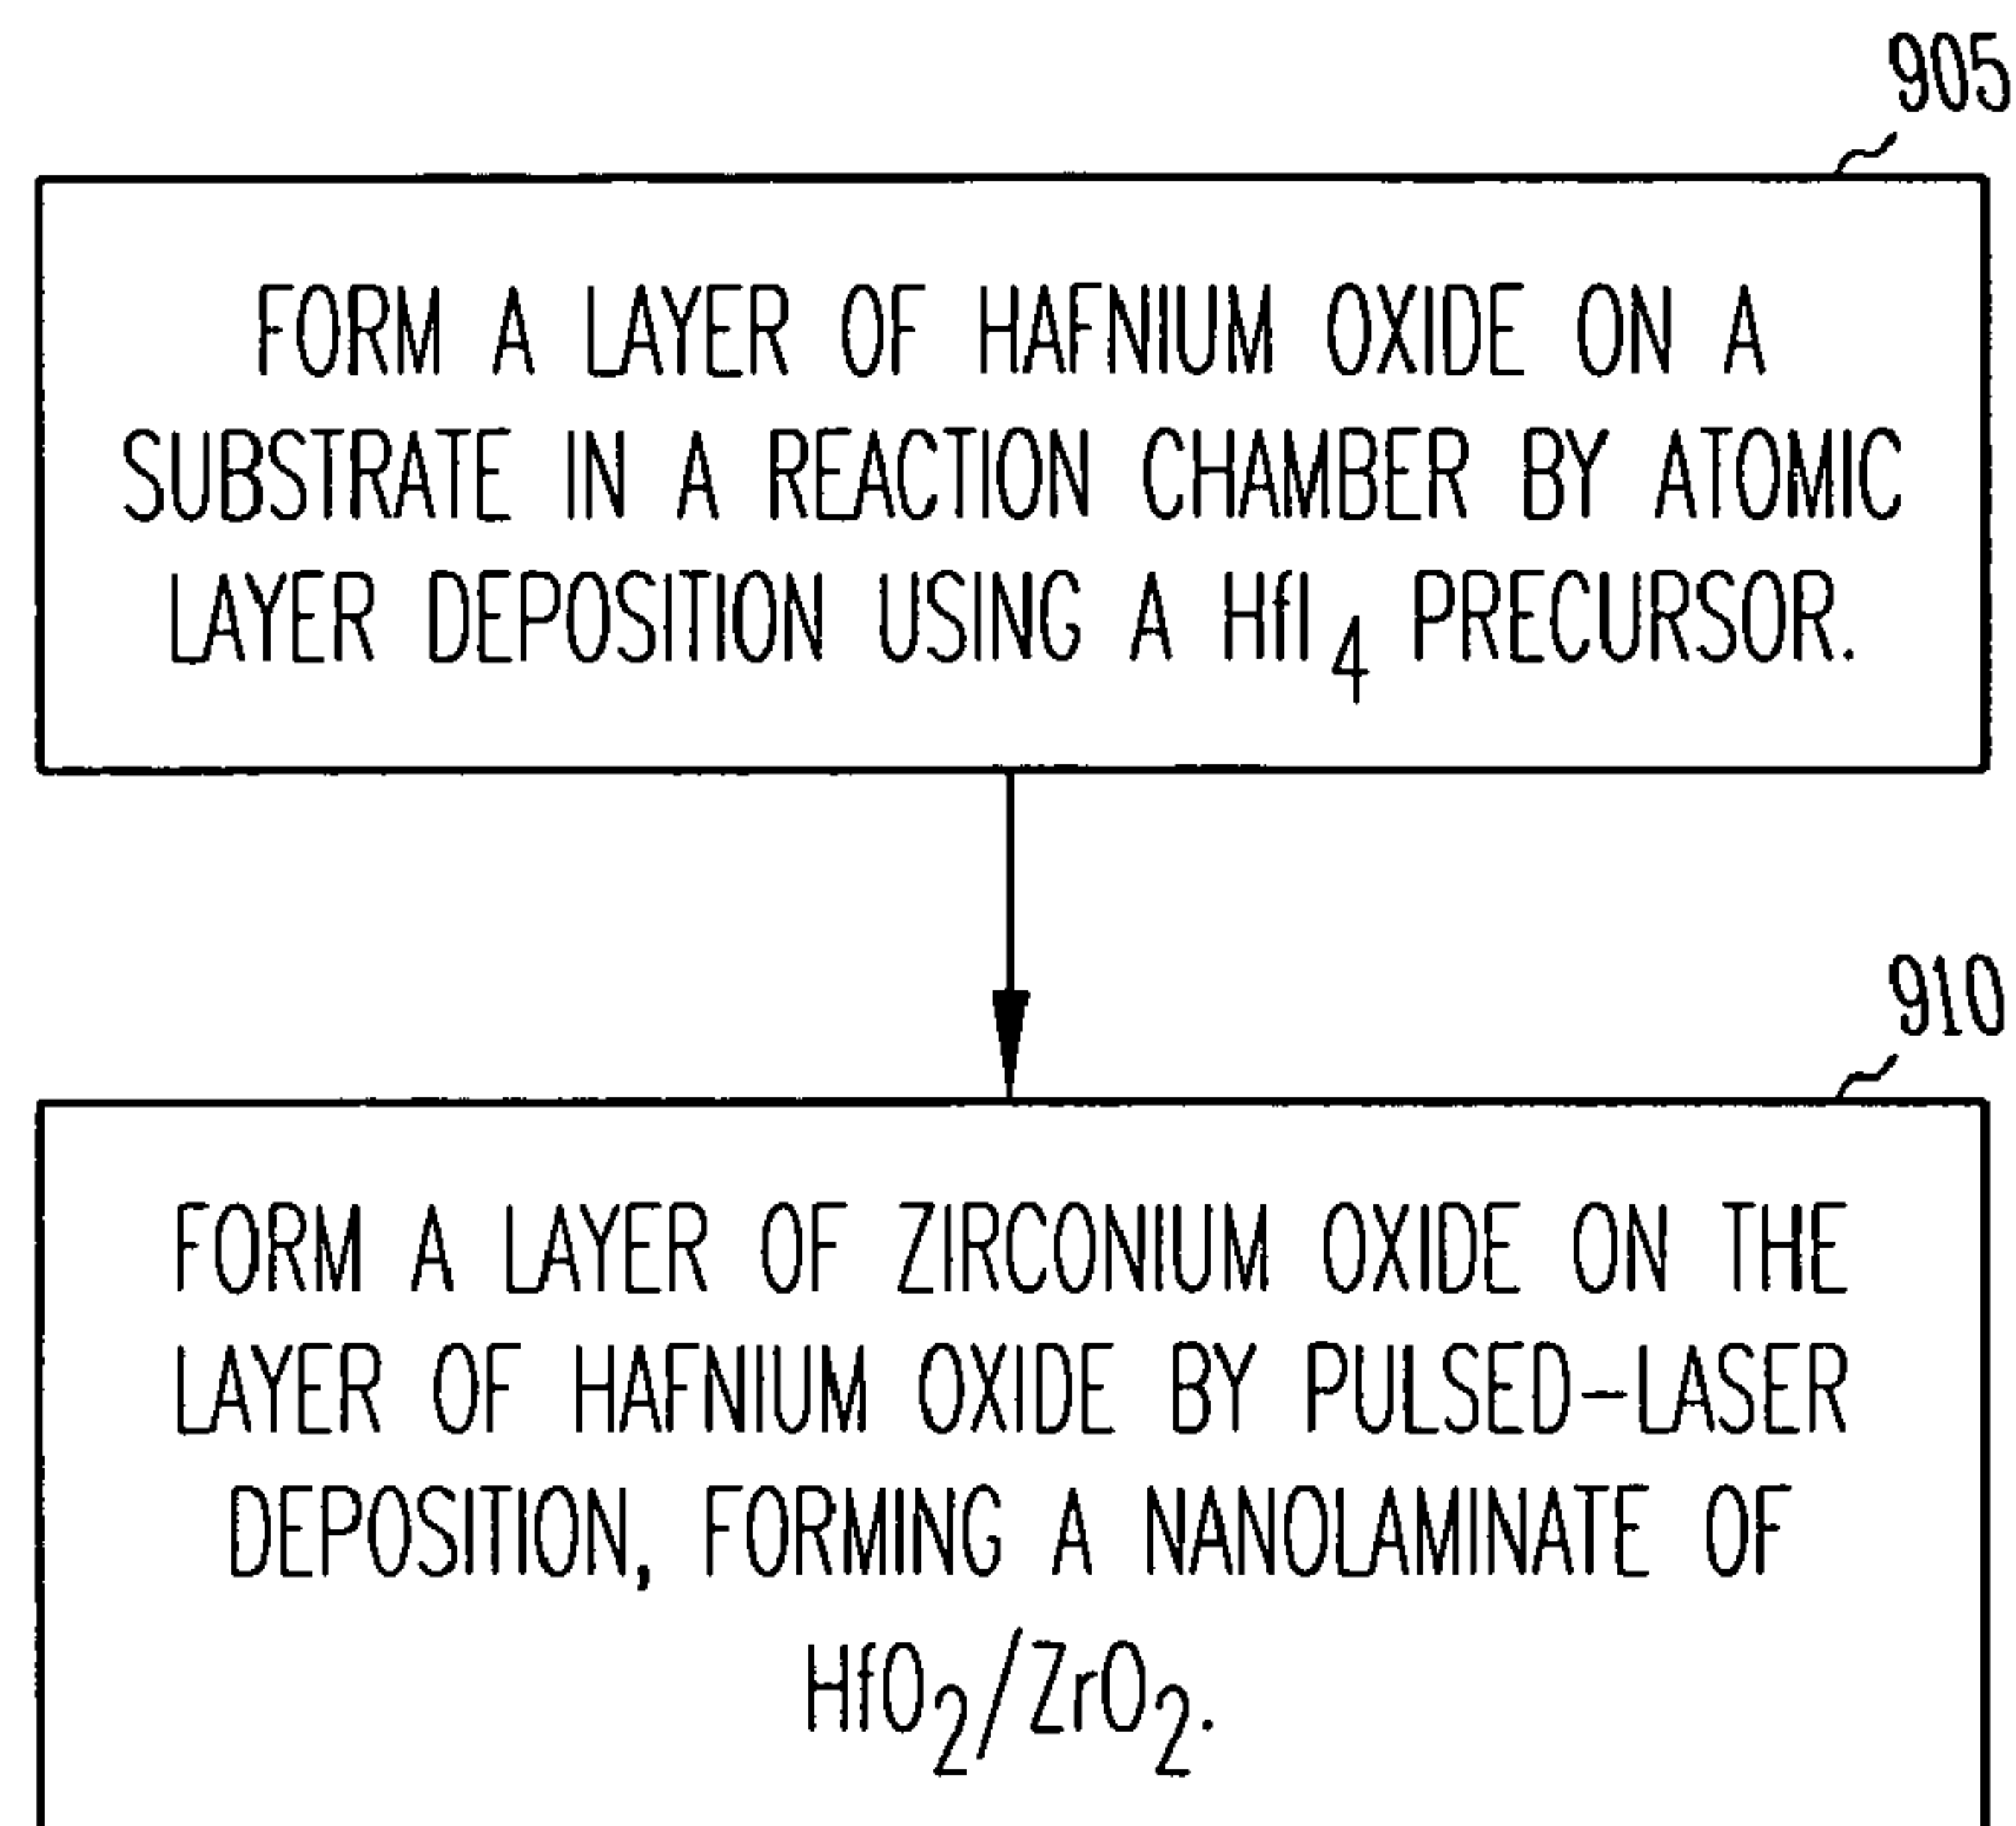 905
FORM A LAYER OF HAFNIUM OXIDE ON A
SUBSTRATE IN A REACTION CHAMBER BY ATOMIC
LAYER DEPOSITION USING A HfI4 PRECURSOR.
910
FORM A LAYER OF ZIRCONIUM OXIDE ON THE
LAYER OF HAFNIUM OXIDE BY PULSED-LASER
DEPOSITION, FORMING A NANOLAMINATE OF
HfO2/ZrO2.